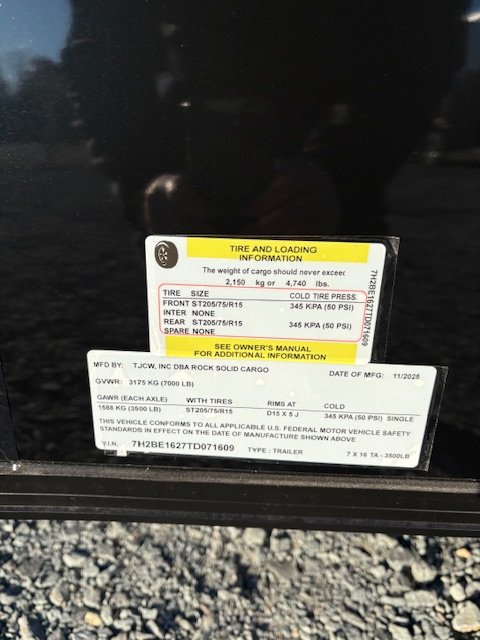 TIRE AND LOADING
INFORMATION
The weight of cargo should never exceed
2,150 kg or 4,740 lbs.
TIRE SIZE COLD TIRE PRESS.
FRONT ST205/75/R15 345 KPA (50 PSI)
INTER NONE
REAR ST205/75/R15 345 KPA (50 PSI)
SPARE NONE
SEE OWNER'S MANUAL
FOR ADDITIONAL INFORMATION
7H2BE1627TD071609
MFD BY: TJCW, INC DBA ROCK SOLID CARGO DATE OF MFG: 11/2025
GVWR: 3175 KG (7000 LB)
GAWR (EACH AXLE) WITH TIRES RIMS AT COLD
1588 KG (3500 LB) ST205/75/R15 D15 X 5 J 345 KPA (50 PSI) SINGLE
THIS VEHICLE CONFORMS TO ALL APPLICABLE U.S. FEDERAL MOTOR VEHICLE SAFETY
STANDARDS IN EFFECT ON THE DATE OF MANUFACTURE SHOWN ABOVE
V.I.N. 7H2BE1627TD071609 TYPE: TRAILER 7 X 16 TA - 3500LB